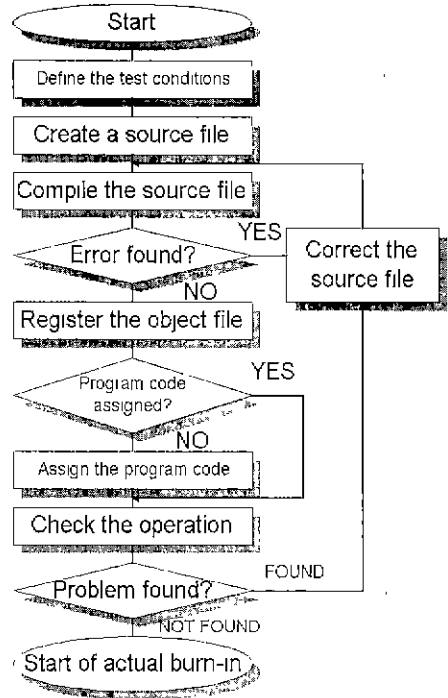 Start
Define the test conditions
Create a source file
Compile the source file
Error found?
YES
Correct the
source file
NO
Register the object file
Program code
assigned?
YES
NO
Assign the program code
Check the operation
Problem found?
FOUND
NOT FOUND
Start of actual burn-in